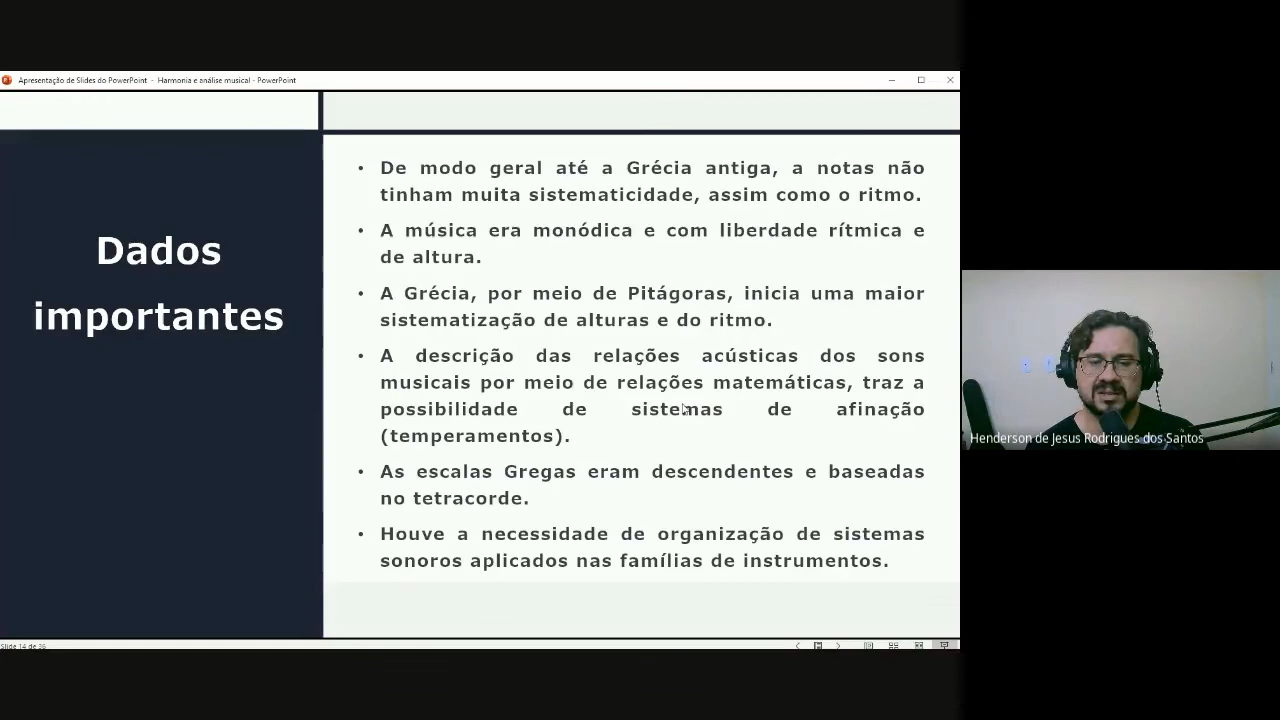 Apresentação de Slides do PowerPoint - Harmonia e análise musical - PowerPoint
Dados
importantes
• De modo geral até a Grécia antiga, a notas não
tinham muita sistematicidade, assim como o ritmo.
• A música era monódica e com liberdade rítmica e
de altura.
• A Grécia, por meio de Pitágoras, inicia uma maior
sistematização de alturas e do ritmo.
• A descrição das relações acústicas dos sons
musicais por meio de relações matemáticas, traz a
possibilidade de sistemas de afinação
(temperamentos).
• As escalas Gregas eram descendentes e baseadas
no tetracorde.
• Houve a necessidade de organização de sistemas
sonoros aplicados nas famílias de instrumentos.
Slide 14 de 36
Henderson de Jesus Rodrigues dos Santos